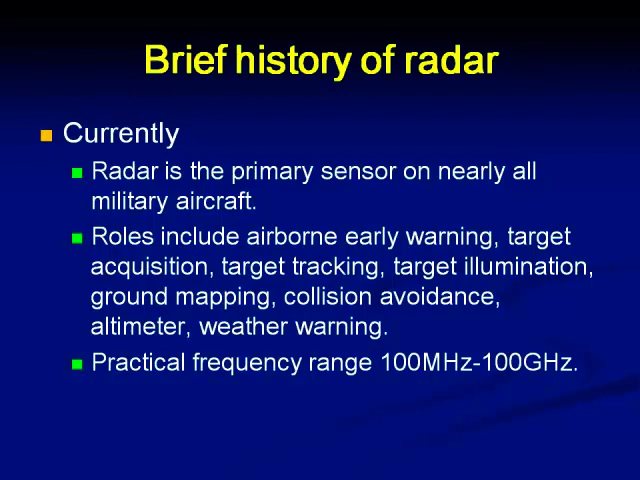 Brief history of radar
Currently
Radar is the primary sensor on nearly all
military aircraft.
Roles include airborne early warning, target
acquisition, target tracking, target illumination,
ground mapping, collision avoidance,
altimeter, weather warning.
Practical frequency range 100MHz-100GHz.